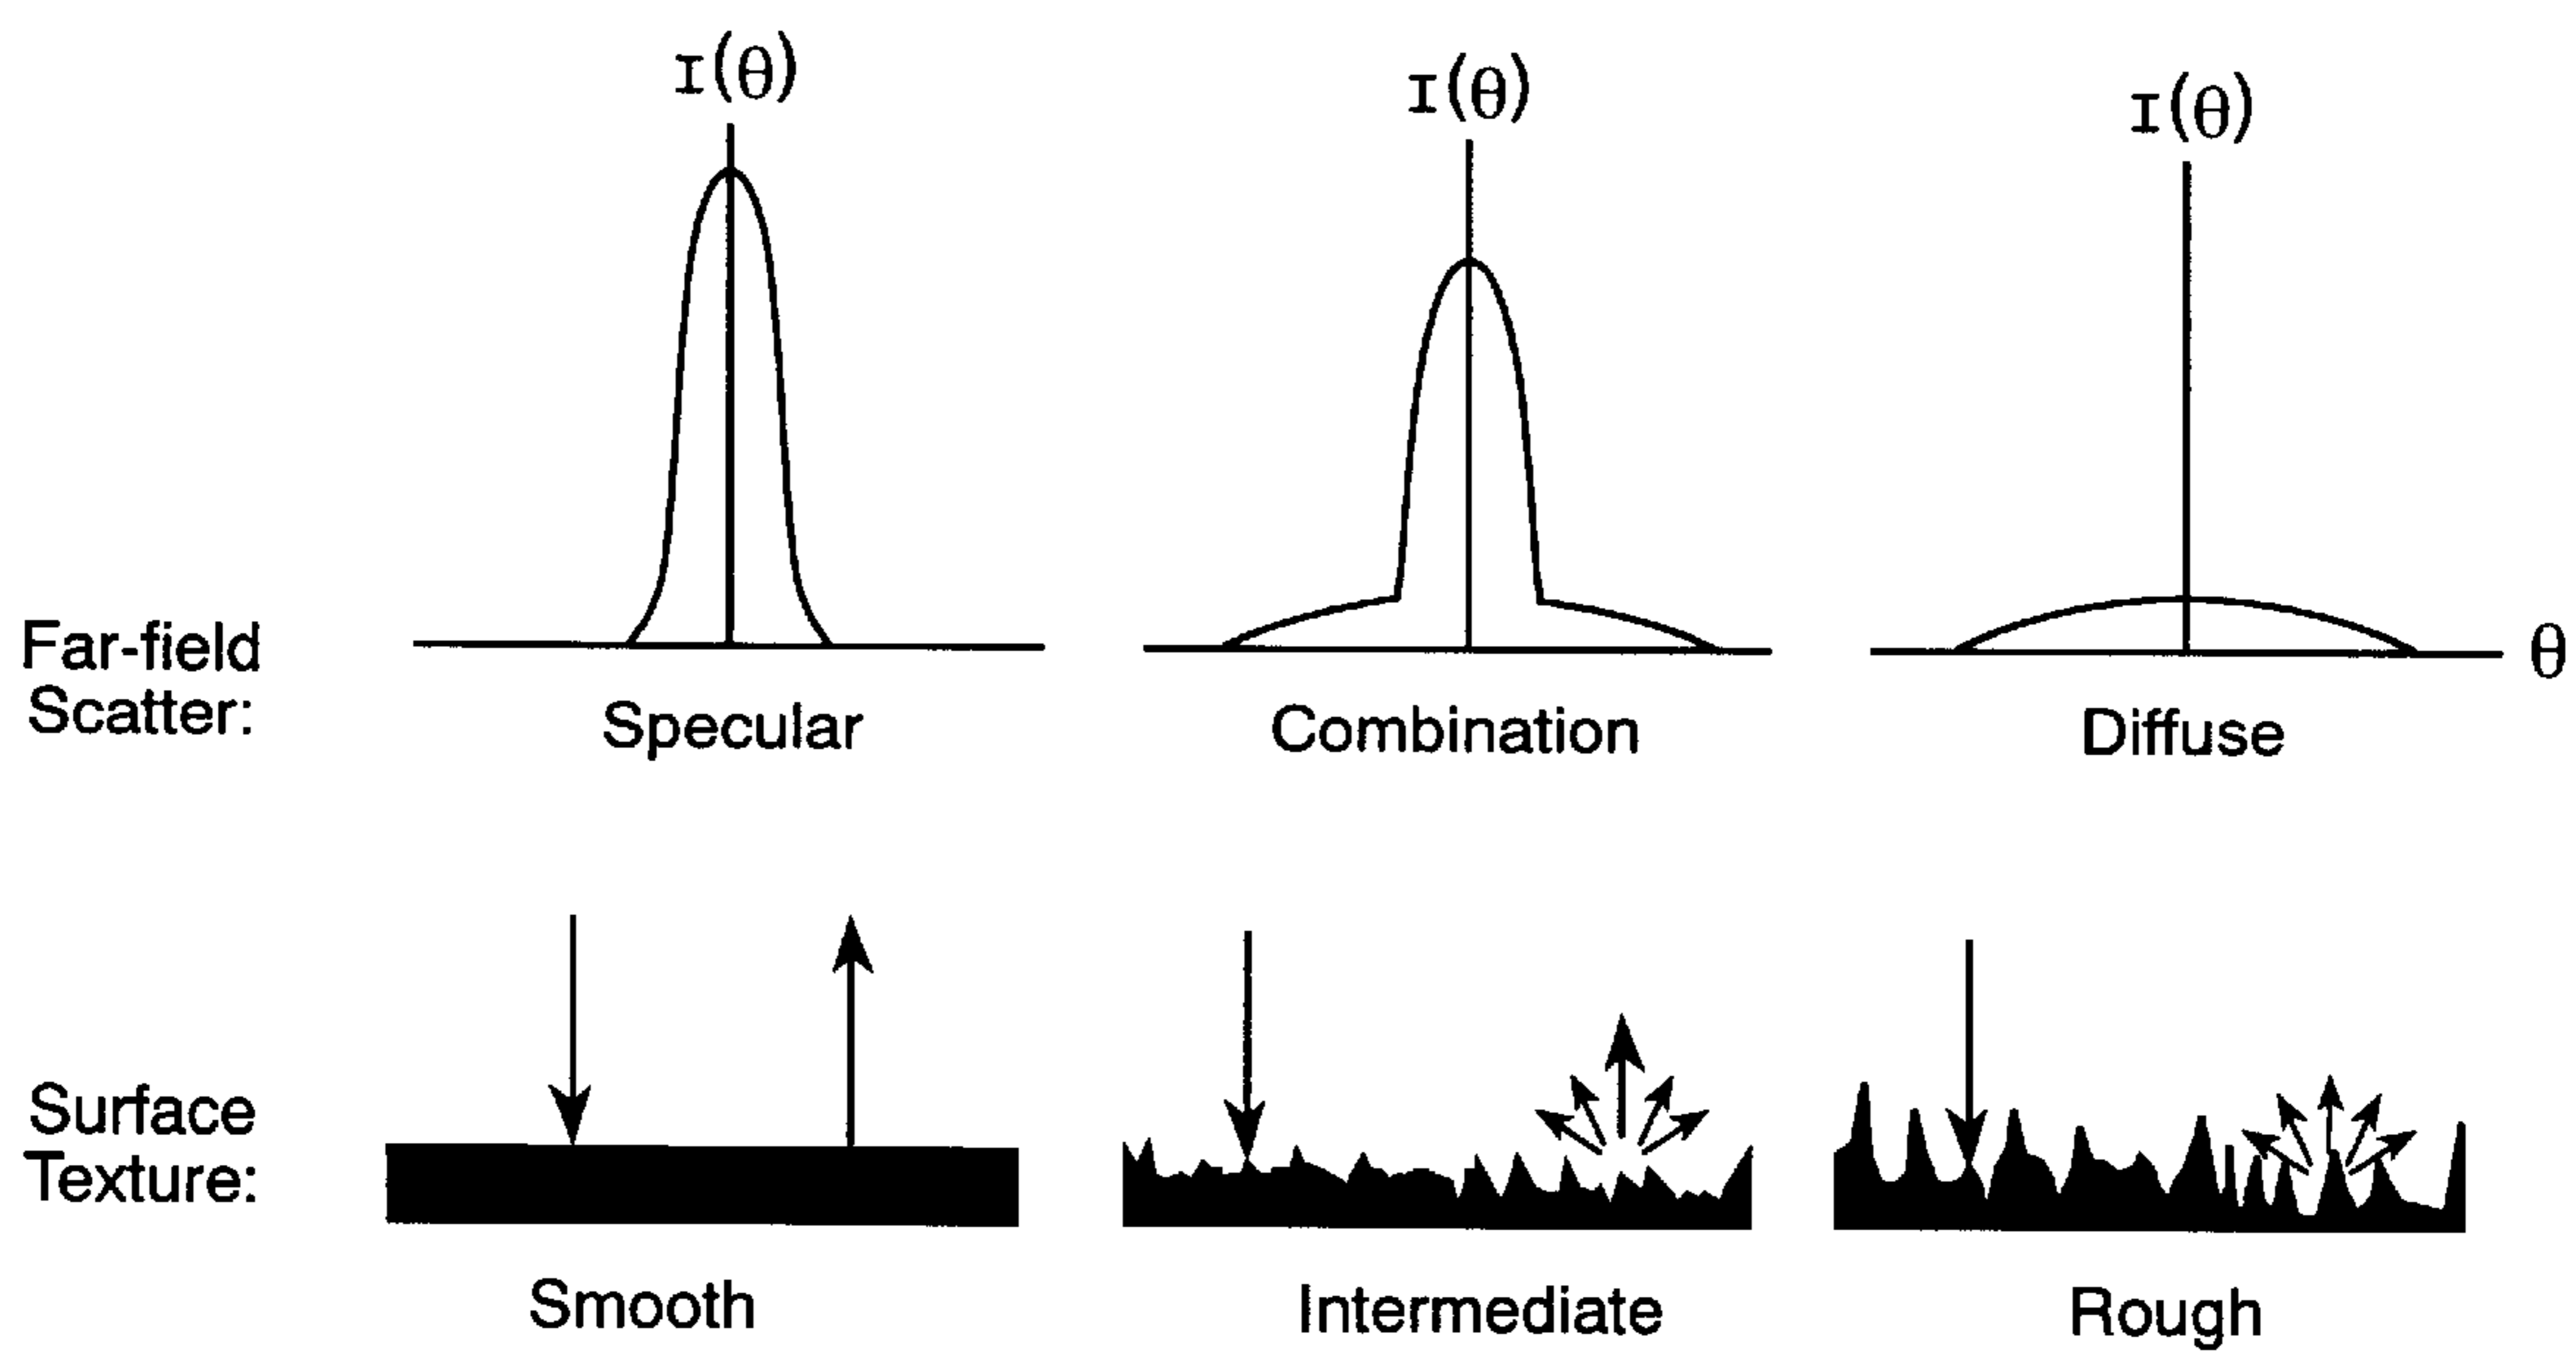 I(θ)
I(θ)
I(θ)
Far-field
Scatter:
θ
Specular
Combination
Diffuse
Surface
Texture:
Smooth
Intermediate
Rough